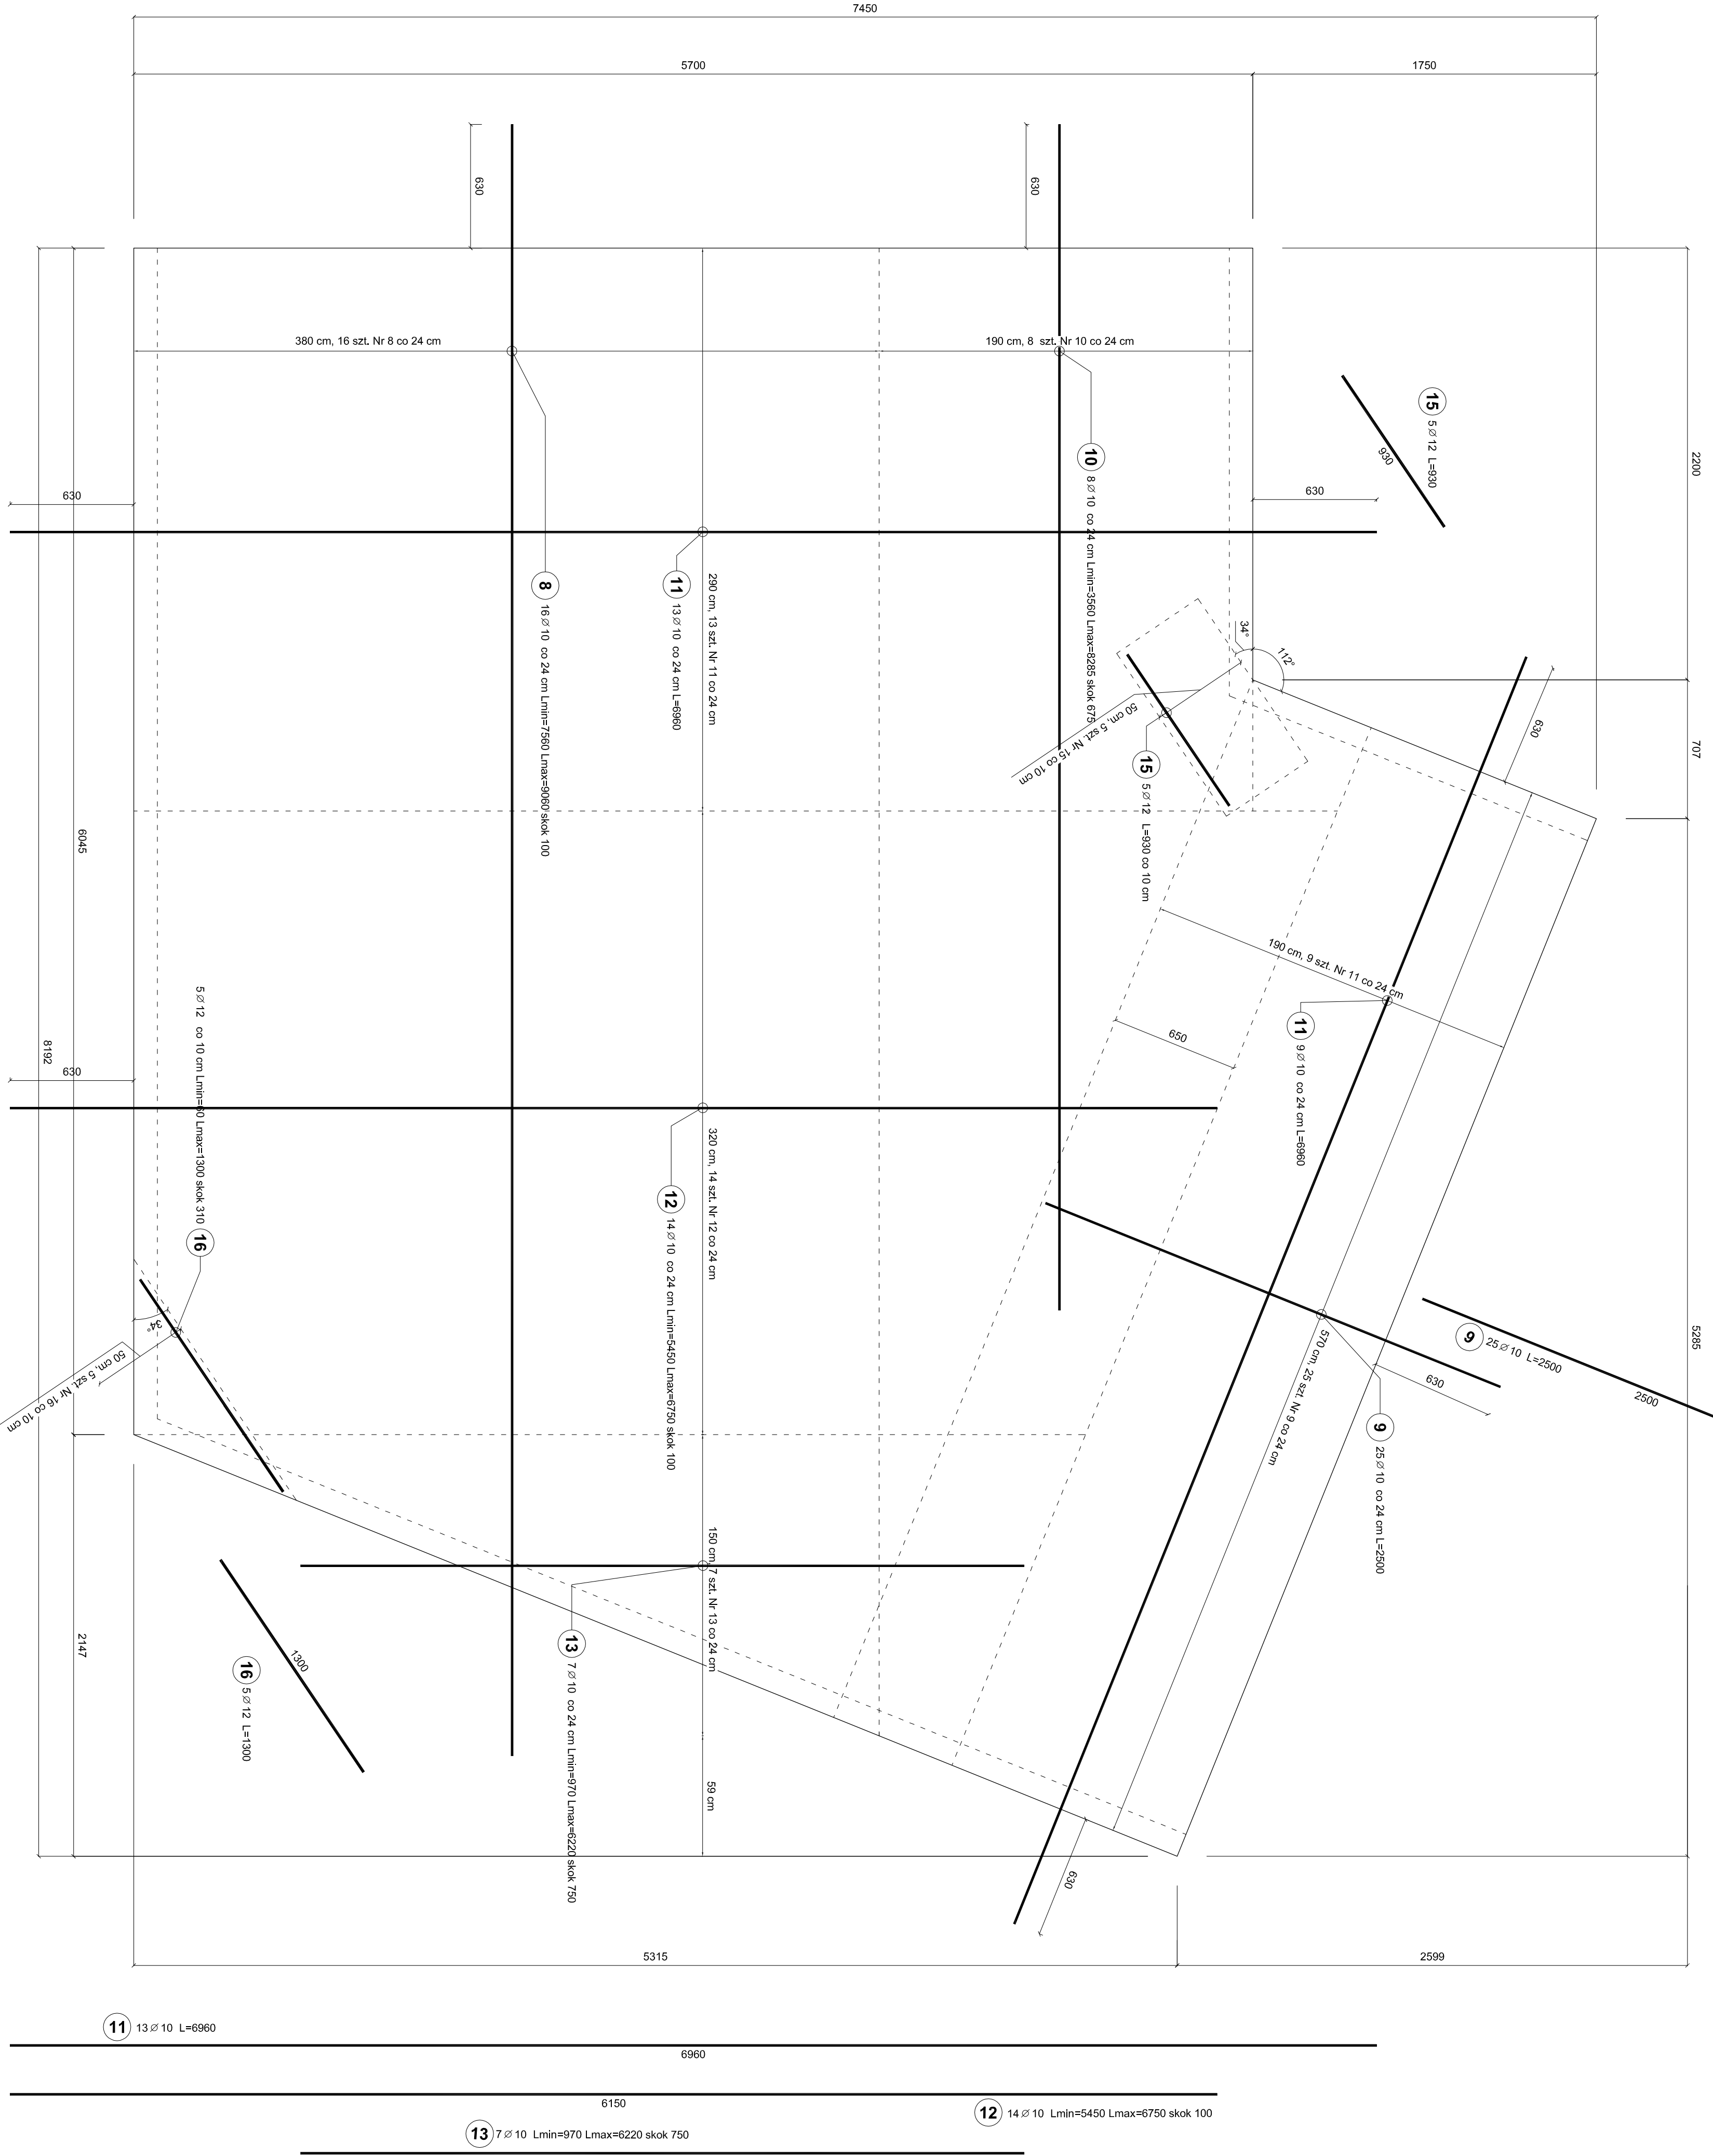 7450
5700
1750
630
630
380 cm, 16 szt. Nr 8 co 24 cm
190 cm, 8 szt. Nr 10 co 24 cm
15 5∅12 L=930
930
2200
10 8∅10 co 24 cm Lmin=3560 Lmax=8285 skok 675
630
630
8 16∅10 co 24 cm Lmin=7560 Lmax=9060 skok 100
11 13∅10 co 24 cm L=6960
290 cm, 13 szt. Nr 11 co 24 cm
34°
112°
50 cm, 5 szt. Nr 15 co 10 cm
15 5∅12 L=930 co 10 cm
630
707
6045
190 cm, 9 szt. Nr 11 co 24 cm
11 9∅10 co 24 cm L=6960
650
8192
630
5∅12 co 10 cm Lmin=60 Lmax=1300 skok 310 16
320 cm, 14 szt. Nr 12 co 24 cm
12 14∅10 co 24 cm Lmin=5450 Lmax=6750 skok 100
34°
50 cm, 5 szt. Nr 16 co 10 cm
570 cm, 25 szt. Nr 9 co 24 cm
9 25∅10 L=2500
2500
630
9 25∅10 co 24 cm L=2500
5285
150 cm, 7 szt. Nr 13 co 24 cm
13 7∅10 co 24 cm Lmin=970 Lmax=6220 skok 750
2147
1300
16 5∅12 L=1300
59 cm
630
5315
2599
11 13∅10 L=6960
6960
6150
12 14∅10 Lmin=5450 Lmax=6750 skok 100
13 7∅10 Lmin=970 Lmax=6220 skok 750